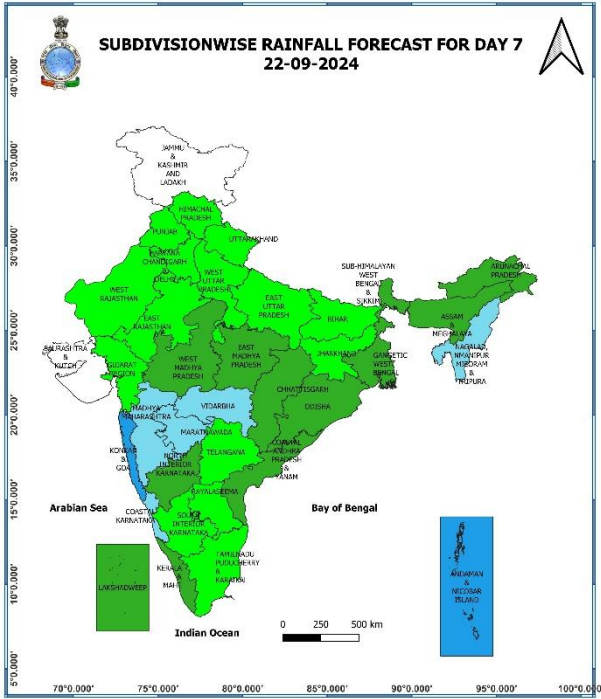 SUBDIVISIONWISE RAINFALL FORECAST FOR DAY 7
22-09-2024
40°0.000'
35°0.000'
30°0.000'
25°0.000'
20°0.000'
15°0.000'
10°0.000'
5°0.000'
JAMMU
&
KASHMIR
AND
LADAKH
HIMACHAL
PRADESH
PUNJAB
UTTARAKHAND
CHANDIGARH
DELHI
WEST
UTTAR
PRADESH
WEST
RAJASTHAN
EAST
RAJASTHAN
EAST
UTTAR
PRADESH
BIHAR
SUB-HIMALAYAN
WEST
BENGAL
&
SIKKIM
ARUNACHAL
PRADESH
ASSAM
&
MEGHALAYA
MIZORAM
&
TRIPURA
SAURASHTRA
&
KUTCH
GUJARAT
REGION
WEST
MADHYA
PRADESH
EAST
MADHYA
PRADESH
JHARKHAND
GANGETIC
WEST
BENGAL
CHHATTISGARH
ODISHA
MADHYA
MAHARASHTRA
VIDARBHA
MARATHWADA
KONKAN
&
GOA
NORTH
INTERIOR
KARNATAKA
TELANGANA
COASTAL
ANDHRA
PRADESH
&
YANAM
RAYALASEEMA
COASTAL
KARNATAKA
SOUTH
INTERIOR
KARNATAKA
TAMILNADU
PUDUCHERRY
&
KARAIKAL
KERALA
&
MAHE
LAKSHADWEEP
ANDAMAN
&
NICOBAR
ISLAND
Arabian Sea
Bay of Bengal
Indian Ocean
0 250 500 km
70°0.000' 75°0.000' 80°0.000' 85°0.000' 90°0.000' 95°0.000' 100°0.000'